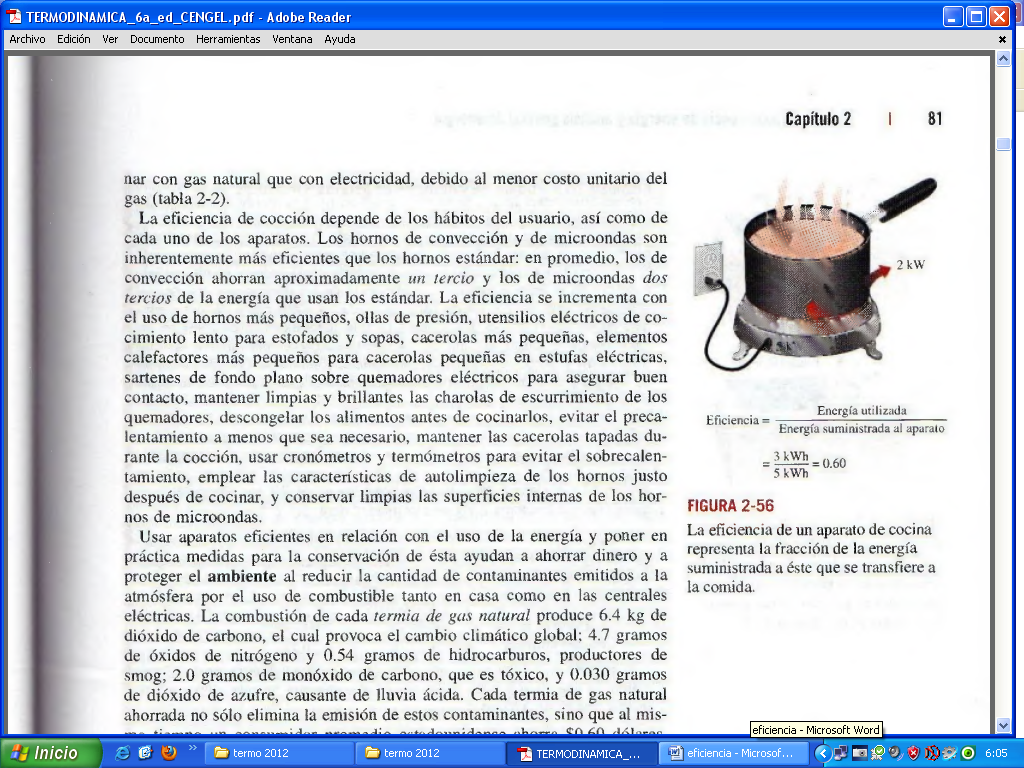 TERMODINAMICA_6a_ed_CENGEL.pdf - Adobe Reader
Archivo Edición Ver Documento Herramientas Ventana Ayuda
Capítulo 2 | 81
nar con gas natural que con electricidad, debido al menor costo unitario del
gas (tabla 2-2).
La eficiencia de cocción depende de los hábitos del usuario, así como de
cada uno de los aparatos. Los hornos de convección y de microondas son
inherentemente más eficientes que los hornos estándar: en promedio, los de
convección ahorran aproximadamente un tercio y los de microondas dos
tercios de la energía que usan los estándar. La eficiencia se incrementa con
el uso de hornos más pequeños, ollas de presión, utensilios eléctricos de co-
cimiento lento para estofados y sopas, cacerolas más pequeñas, elementos
calefactores más pequeños para cacerolas pequeñas en estufas eléctricas,
sartenes de fondo plano sobre quemadores eléctricos para asegurar buen
contacto, mantener limpias y brillantes las charolas de escurrimiento de los
quemadores, descongelar los alimentos antes de cocinarlos, evitar el preca-
lentamiento a menos que sea necesario, mantener las cacerolas tapadas du-
rante la cocción, usar cronómetros y termómetros para evitar el sobrecalen-
tamiento, emplear las características de autolimpieza de los hornos justo
después de cocinar, y conservar limpias las superficies internas de los hor-
nos de microondas.
Usar aparatos eficientes en relación con el uso de la energía y poner en
práctica medidas para la conservación de ésta ayudan a ahorrar dinero y a
proteger el ambiente al reducir la cantidad de contaminantes emitidos a la
atmósfera por el uso de combustible tanto en casa como en las centrales
eléctricas. La combustión de cada termia de gas natural produce 6.4 kg de
dióxido de carbono, el cual provoca el cambio climático global; 4.7 gramos
de óxidos de nitrógeno y 0.54 gramos de hidrocarburos, productores de
smog; 2.0 gramos de monóxido de carbono, que es tóxico, y 0.030 gramos
de dióxido de azufre, causante de lluvia ácida. Cada termia de gas natural
ahorrada no sólo elimina la emisión de estos contaminantes, sino que al mis-
mo tiempo un consumidor promedio estadounidense ahorra $0.60 dólares.
2 kW
Eficiencia = Energía utilizada
Energía suministrada al aparato
= 3 kWh
5 kWh = 0.60
FIGURA 2-56
La eficiencia de un aparato de cocina
representa la fracción de la energía
suministrada a éste que se transfiere a
la comida.
eficiencia - Microsoft Word
Inicio
termo 2012
termo 2012
TERMODINAMICA_...
eficiencia - Microsof...
6:05